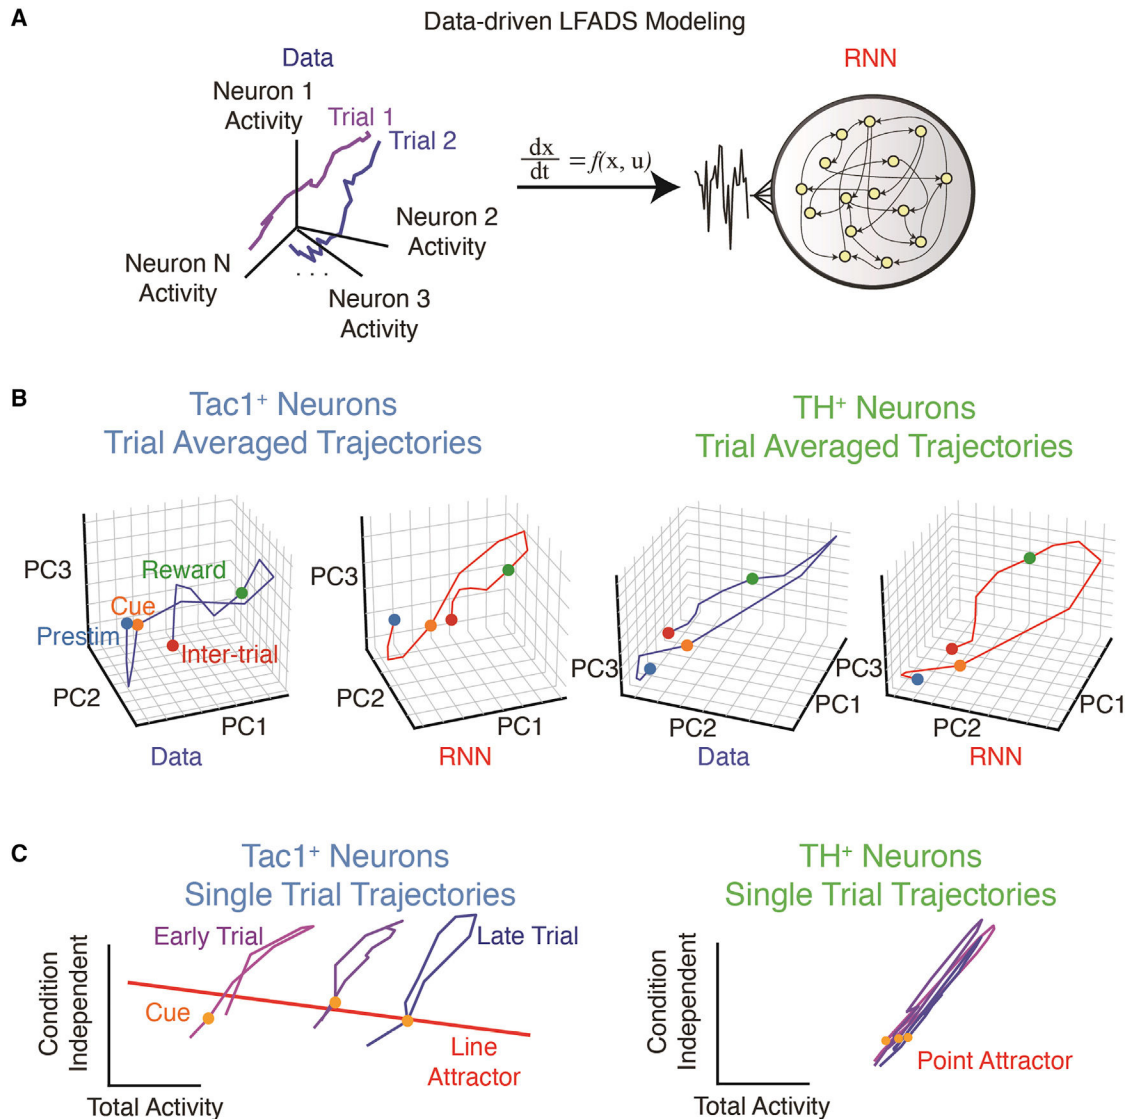 A
Data-driven LFADS Modeling
Data
RNN
Neuron 1
Activity
Trial 1
Trial 2
dx
dt
= f(x, u)
Neuron 2
Activity
Neuron N
Activity
. . .
Neuron 3
Activity
B
Tac1⁺ Neurons
Trial Averaged Trajectories
TH⁺ Neurons
Trial Averaged Trajectories
PC3
Reward
Cue
Prestim
Inter-trial
PC2
PC1
Data
PC3
PC2
PC1
RNN
PC3
PC2
PC1
Data
PC3
PC2
PC1
RNN
C
Tac1⁺ Neurons
Single Trial Trajectories
TH⁺ Neurons
Single Trial Trajectories
Condition
Independent
Early Trial
Late Trial
Cue
Line
Attractor
Total Activity
Condition
Independent
Point Attractor
Total Activity